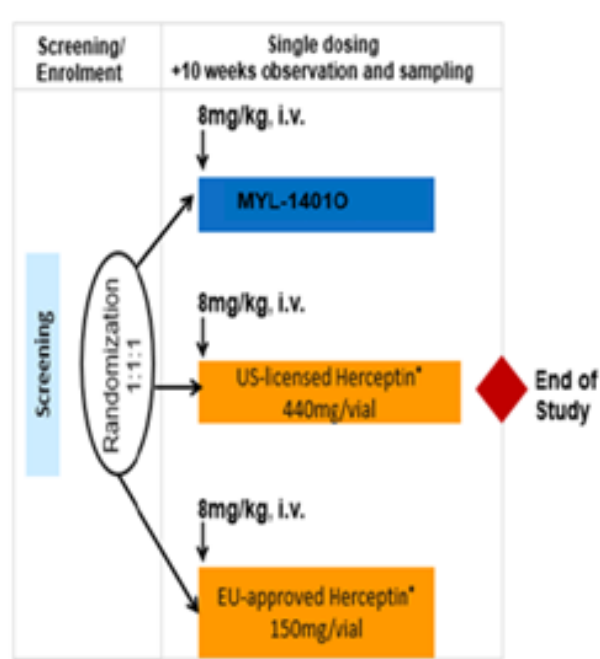 Screening/
Enrolment
Single dosing
+10 weeks observation and sampling
Screening
Randomization
1:1:1
8mg/kg, i.v.
MYL-1401O
8mg/kg, i.v.
US-licensed Herceptin*
440mg/vial
8mg/kg, i.v.
EU-approved Herceptin*
150mg/vial
End of
Study